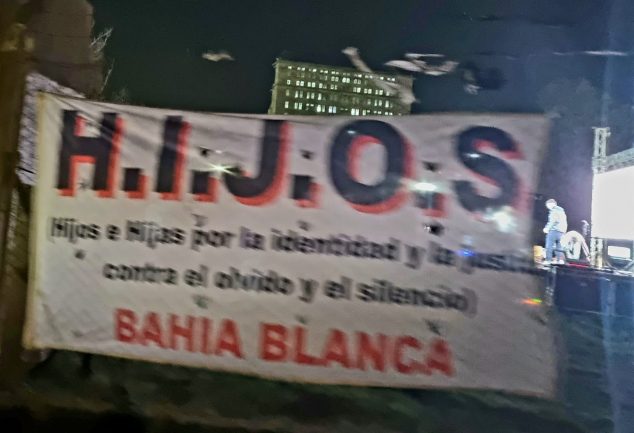 H.I.J.O.S
(Hijos e Hijas por la identidad y la justicia
contra el olvido y el silencio)
BAHIA BLANCA